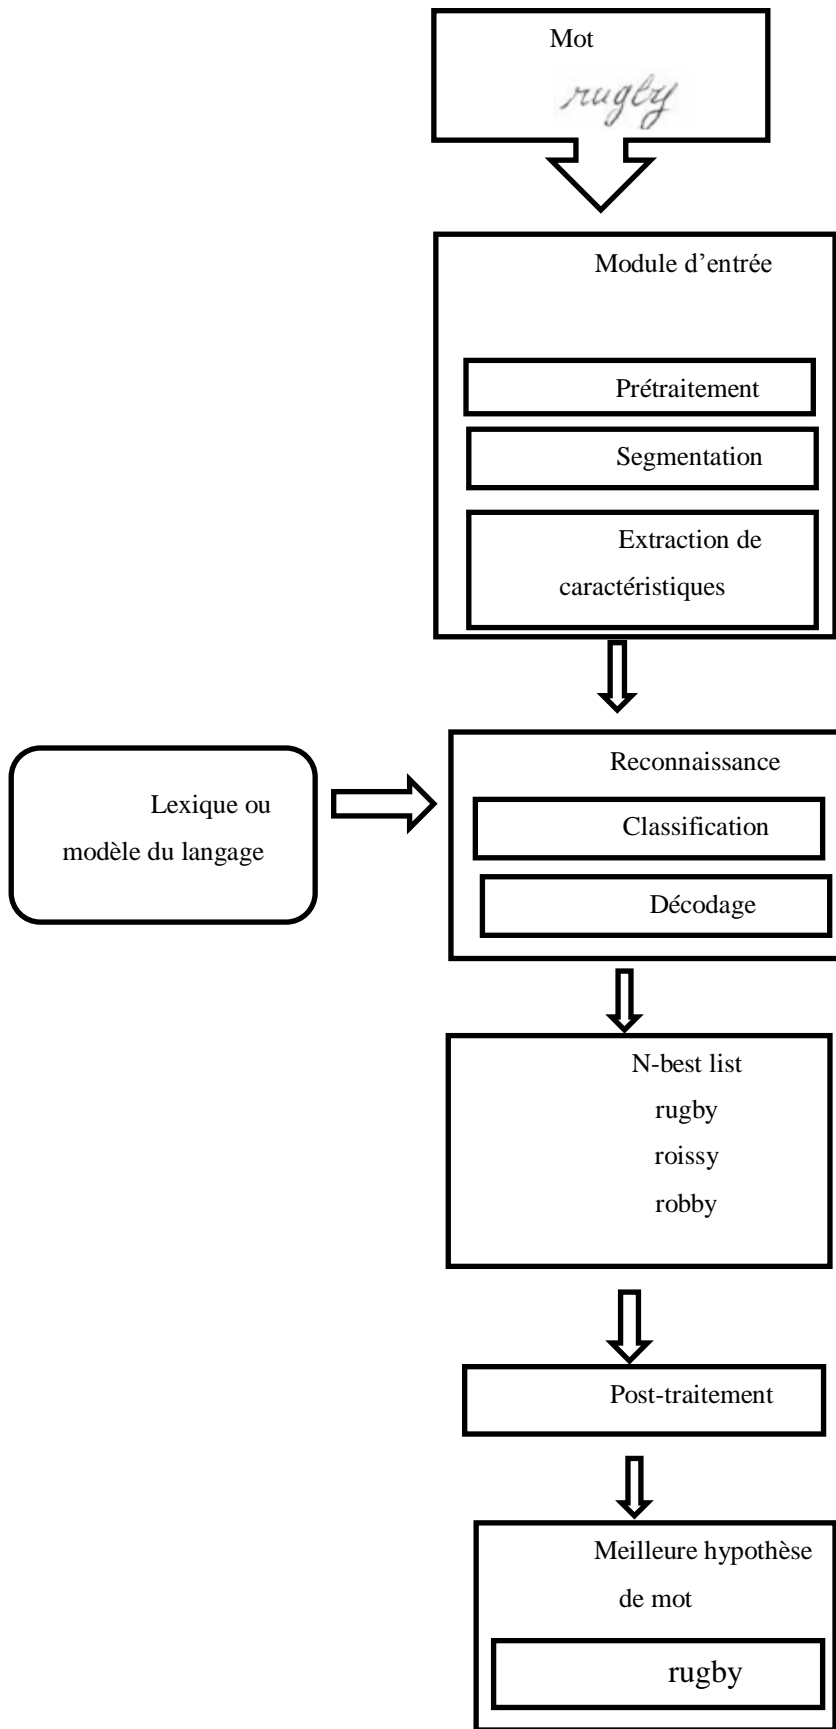 Mot
rugby
Module d’entrée
Prétraitement
Segmentation
Extraction de
caractéristiques
Lexique ou
modèle du langage
Reconnaissance
Classification
Décodage
N-best list
rugby
roissy
robby
Post-traitement
Meilleure hypothèse
de mot
rugby